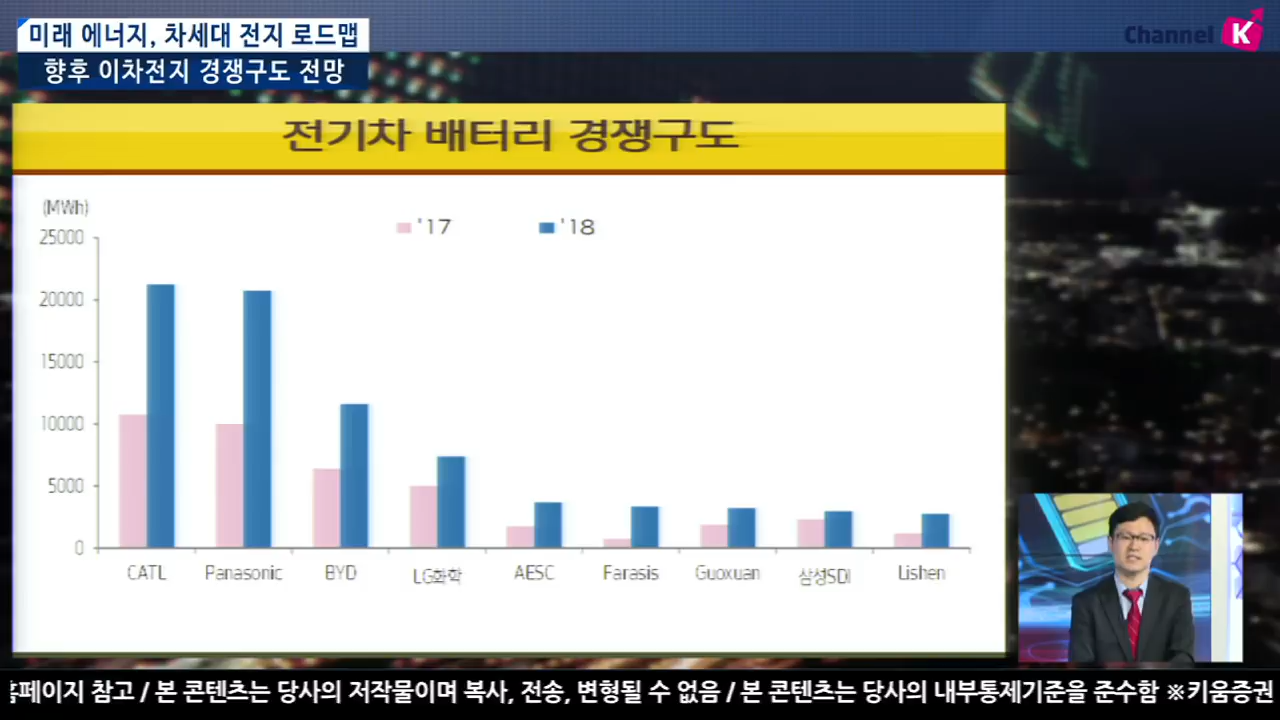 미래 에너지, 차세대 전지 로드맵
향후 이차전지 경쟁구도 전망
Channel K
전기차 배터리 경쟁구도
(MWh)
'17 '18
25000
20000
15000
10000
5000
0
CATL Panasonic BYD LG화학 AESC Farasis Guoxuan 삼성SDI Lishen
홈페이지 참고 / 본 콘텐츠는 당사의 저작물이며 복사, 전송, 변형될 수 없음 / 본 콘텐츠는 당사의 내부통제기준을 준수함 ※키움증권